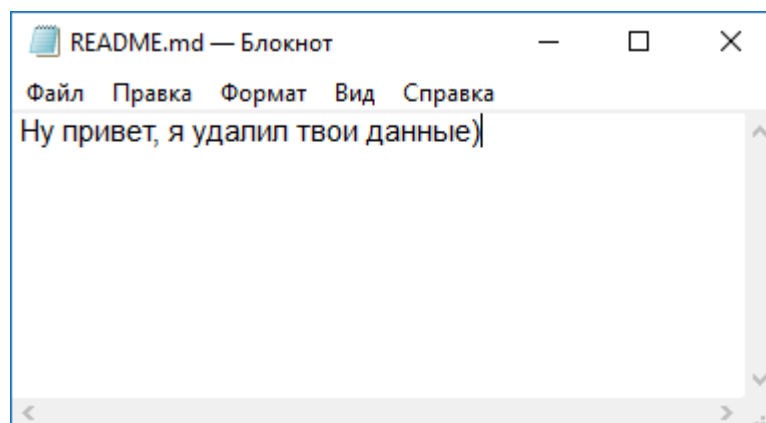 README.md — Блокнот
Файл Правка Формат Вид Справка
Ну привет, я удалил твои данные)